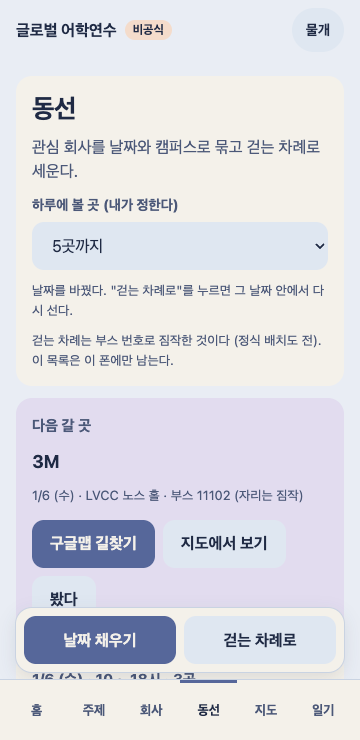 글로벌 어학연수 비공식 물개
동선
관심 회사를 날짜와 캠퍼스로 묶고 걷는 차례로
세운다.
하루에 볼 곳 (내가 정한다)
5곳까지
날짜를 바꿨다. "걷는 차례로"를 누르면 그 날짜 안에서 다
시 선다.
걷는 차례는 부스 번호로 짐작한 것이다 (정식 배치도 전).
이 목록은 이 폰에만 남는다.
다음 갈 곳
3M
1/6 (수) · LVCC 노스 홀 · 부스 11102 (자리는 짐작)
구글맵 길찾기 지도에서 보기
봤다
날짜 채우기 걷는 차례로
홈 주제 회사 동선 지도 일기